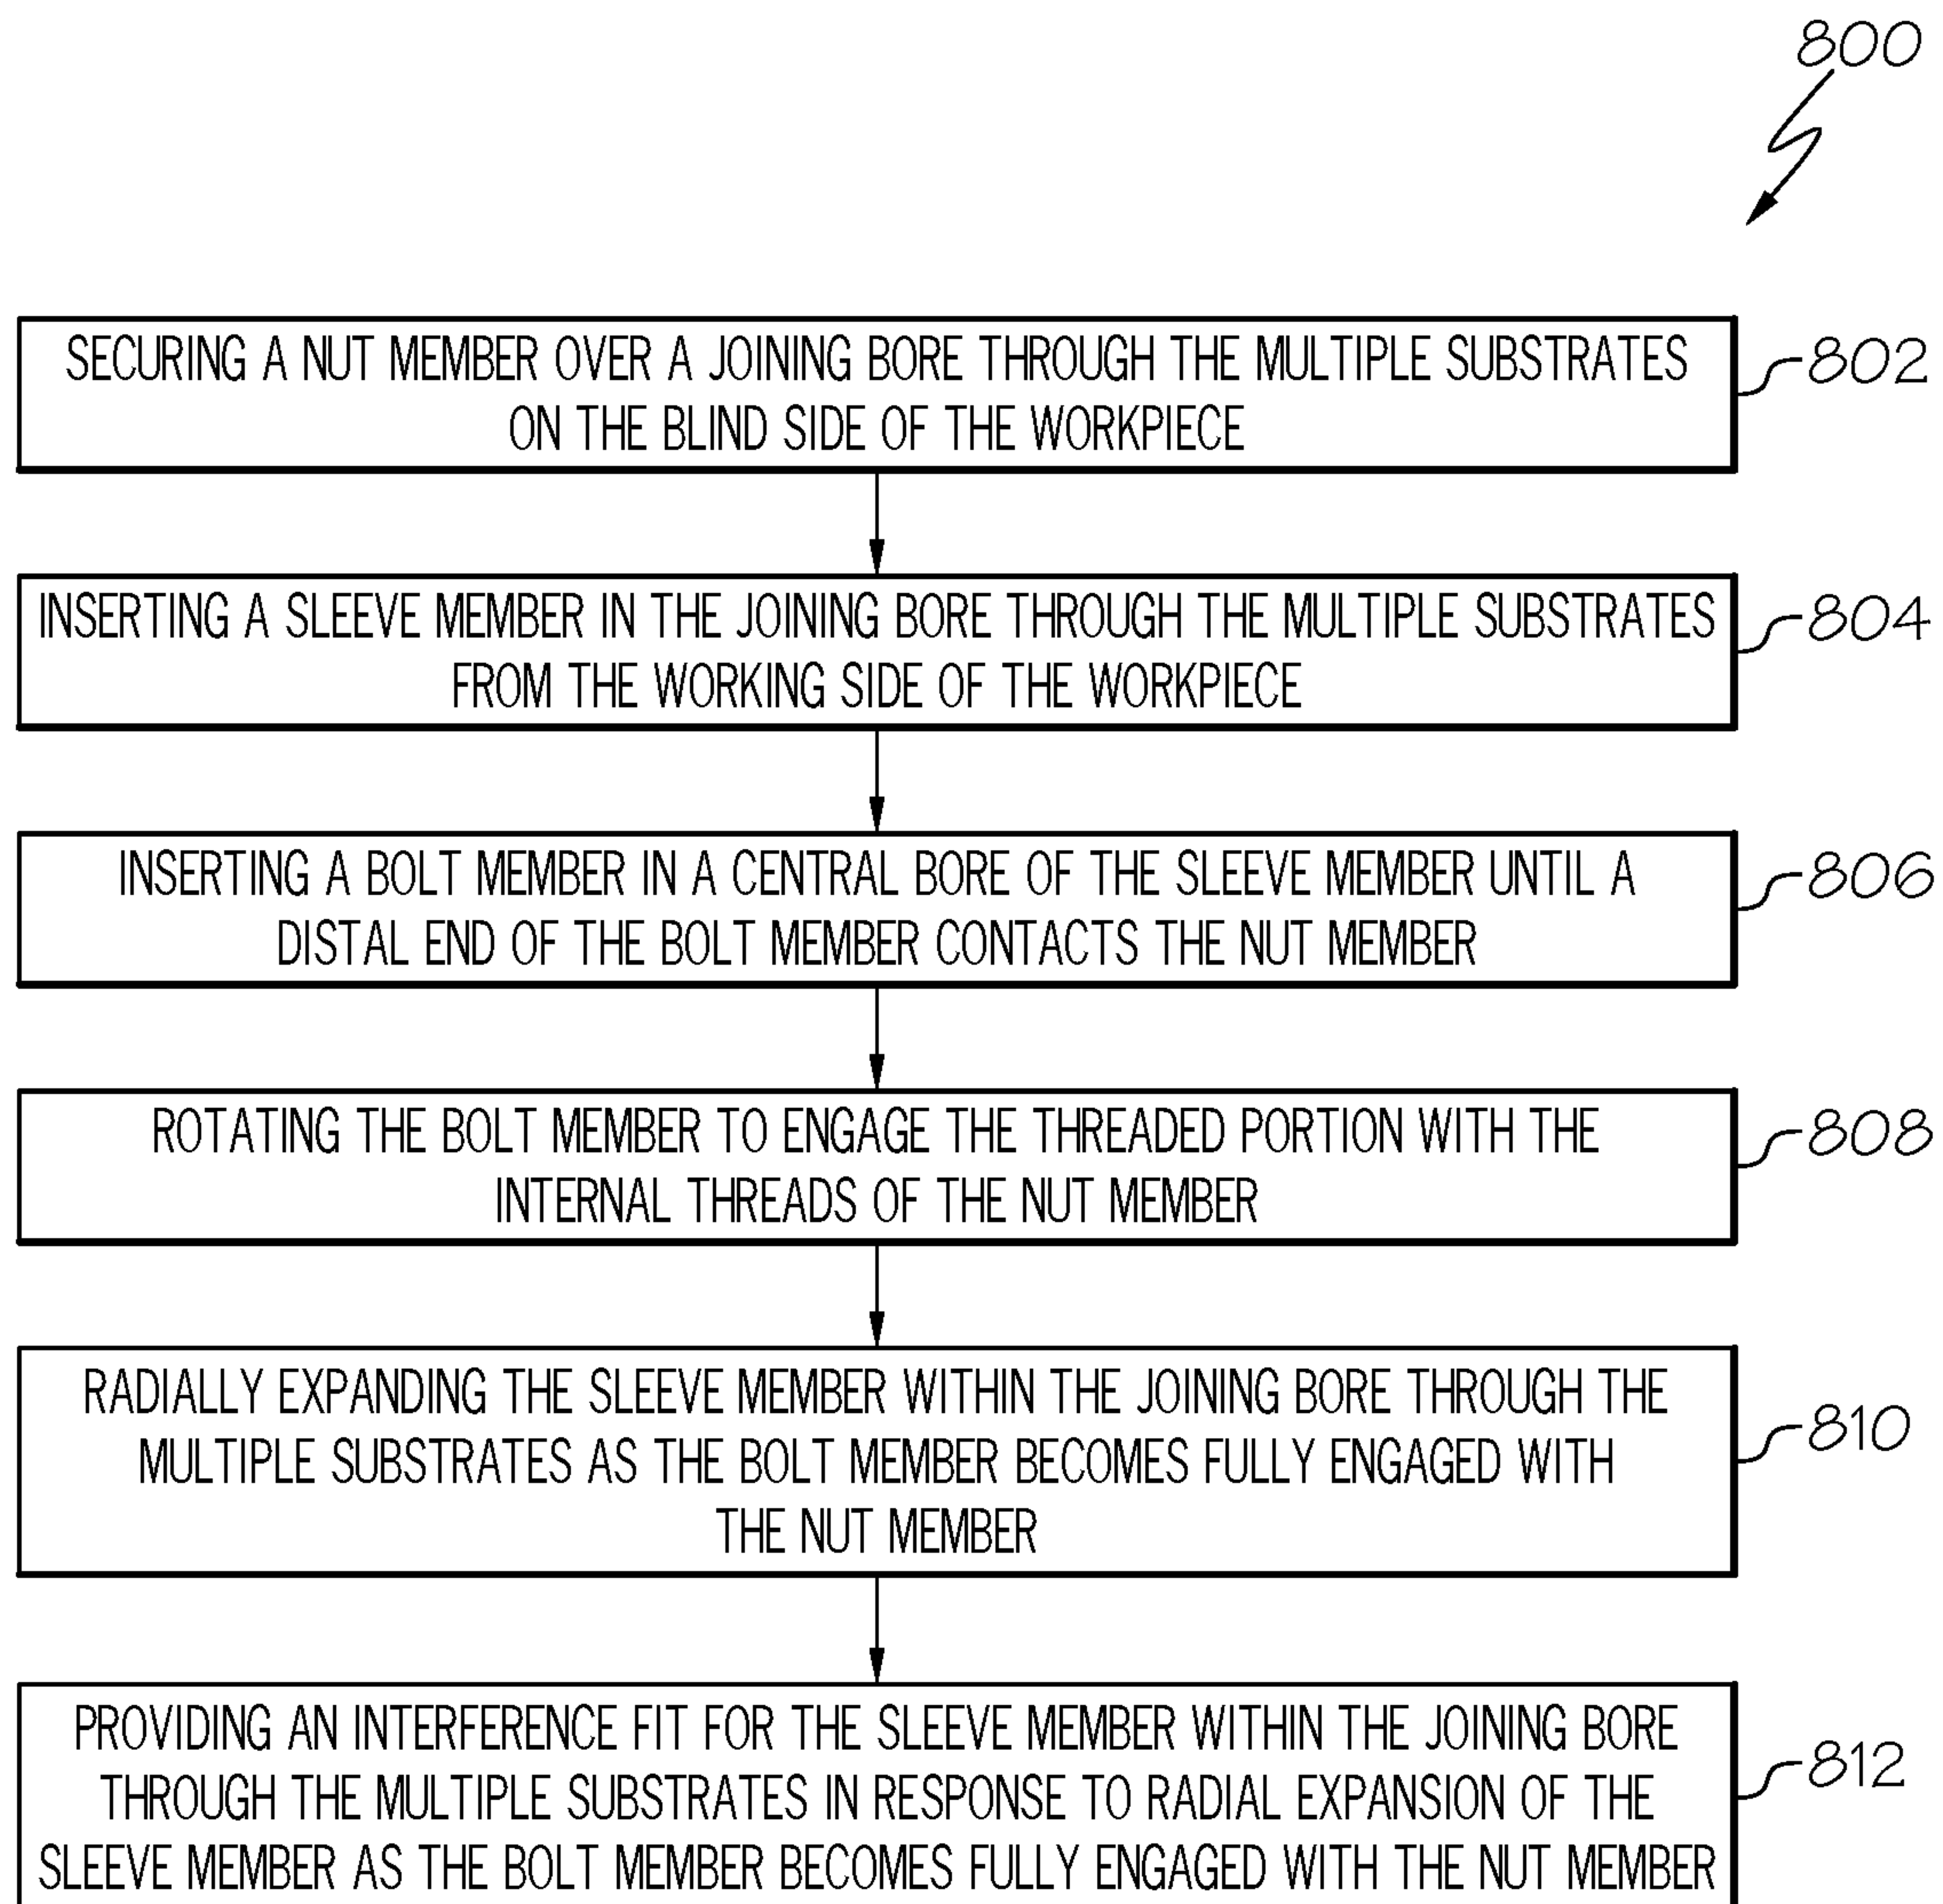 800
SECURING A NUT MEMBER OVER A JOINING BORE THROUGH THE MULTIPLE SUBSTRATES
ON THE BLIND SIDE OF THE WORKPIECE
802
INSERTING A SLEEVE MEMBER IN THE JOINING BORE THROUGH THE MULTIPLE SUBSTRATES
FROM THE WORKING SIDE OF THE WORKPIECE
804
INSERTING A BOLT MEMBER IN A CENTRAL BORE OF THE SLEEVE MEMBER UNTIL A
DISTAL END OF THE BOLT MEMBER CONTACTS THE NUT MEMBER
806
ROTATING THE BOLT MEMBER TO ENGAGE THE THREADED PORTION WITH THE
INTERNAL THREADS OF THE NUT MEMBER
808
RADIALLY EXPANDING THE SLEEVE MEMBER WITHIN THE JOINING BORE THROUGH THE
MULTIPLE SUBSTRATES AS THE BOLT MEMBER BECOMES FULLY ENGAGED WITH
THE NUT MEMBER
810
PROVIDING AN INTERFERENCE FIT FOR THE SLEEVE MEMBER WITHIN THE JOINING BORE
THROUGH THE MULTIPLE SUBSTRATES IN RESPONSE TO RADIAL EXPANSION OF THE
SLEEVE MEMBER AS THE BOLT MEMBER BECOMES FULLY ENGAGED WITH THE NUT MEMBER
812